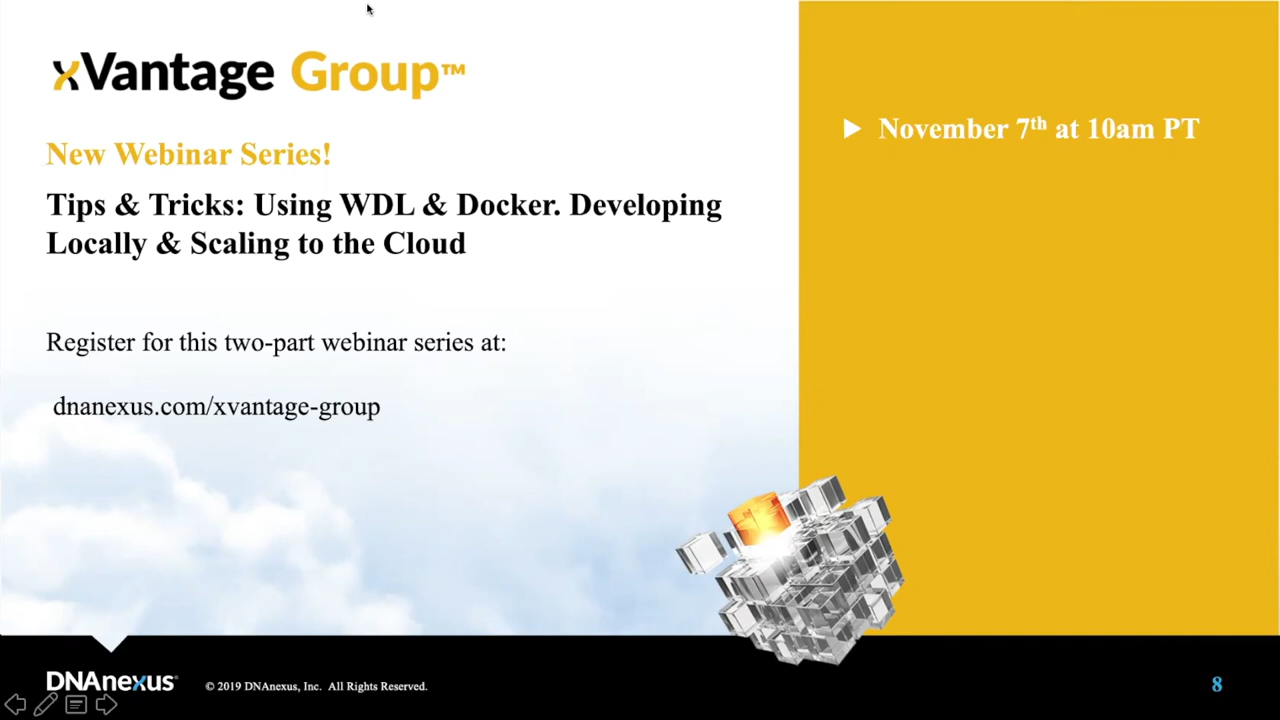 xVantage Group™
New Webinar Series!
Tips & Tricks: Using WDL & Docker. Developing
Locally & Scaling to the Cloud
Register for this two-part webinar series at:
dnanexus.com/xvantage-group
▶ November 7th at 10am PT
DNAnexus®
© 2019 DNAnexus, Inc. All Rights Reserved.
8